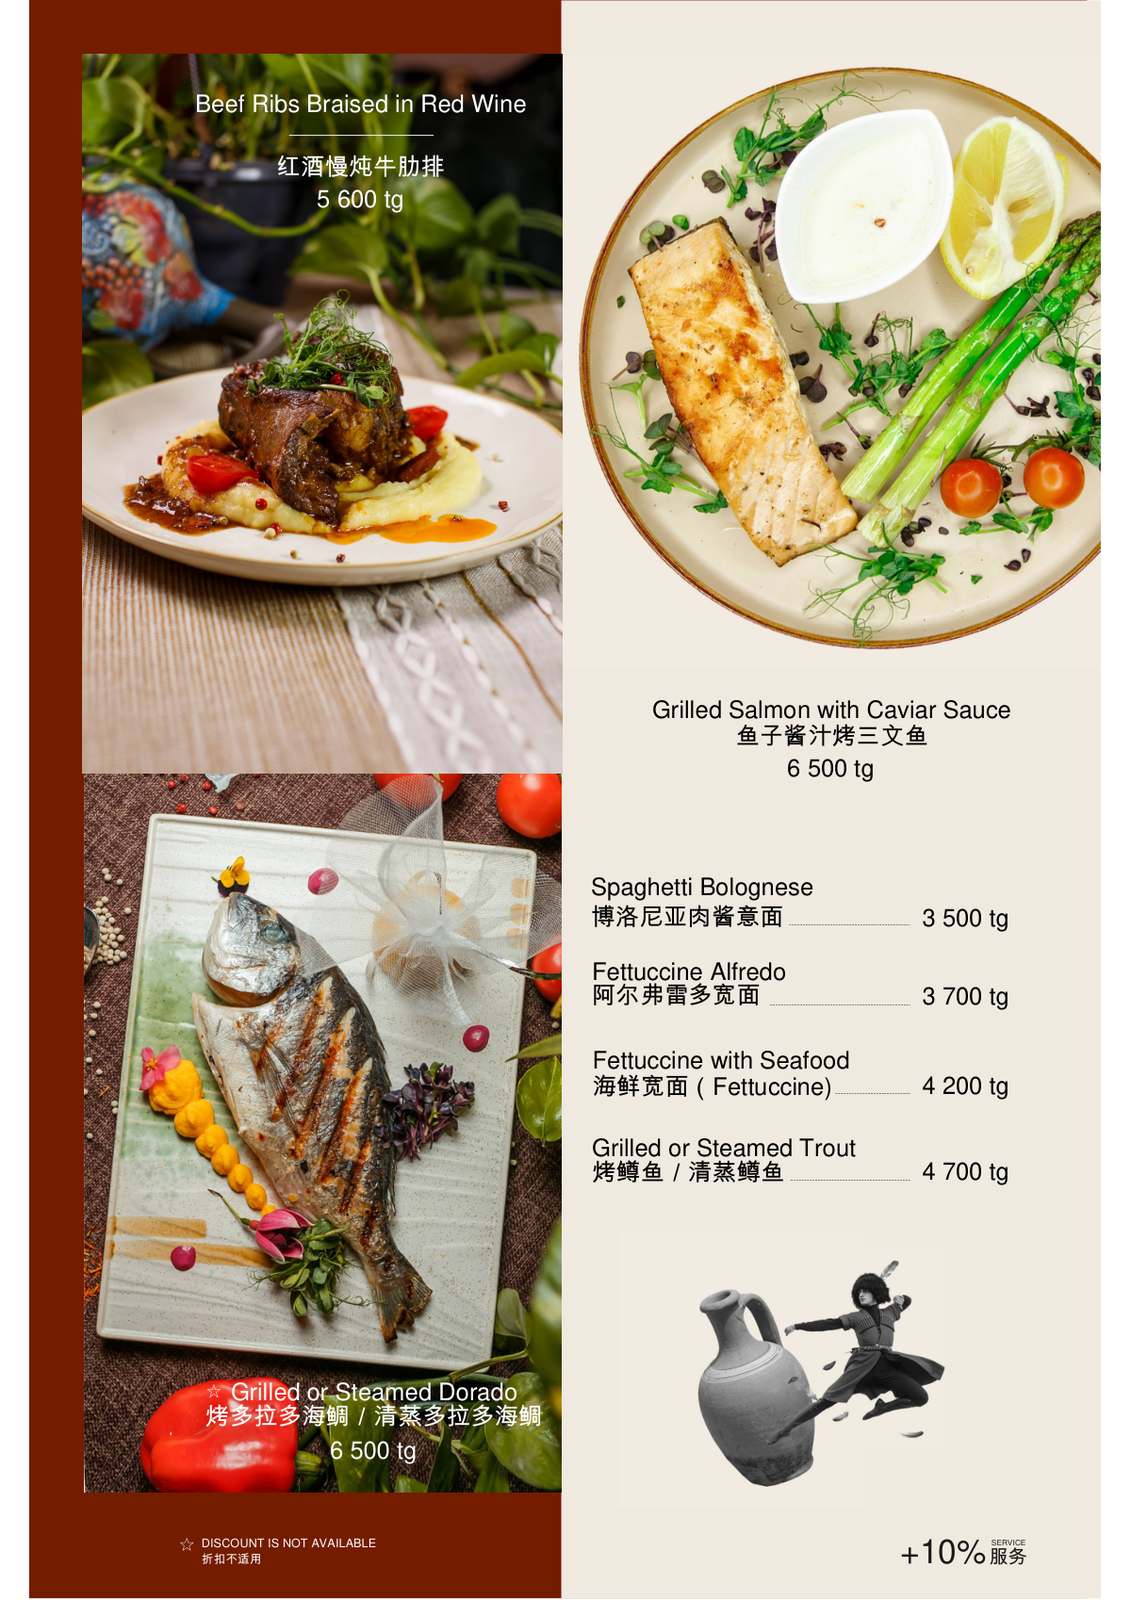 Beef Ribs Braised in Red Wine
红酒慢炖牛肋排
5 600 tg
Grilled Salmon with Caviar Sauce
鱼子酱汁烤三文鱼
6 500 tg
Spaghetti Bolognese
博洛尼亚肉酱意面 3 500 tg
Fettuccine Alfredo
阿尔弗雷多宽面 3 700 tg
Fettuccine with Seafood
海鲜宽面 ( Fettuccine) 4 200 tg
Grilled or Steamed Trout
烤鳟鱼 / 清蒸鳟鱼 4 700 tg
☆ Grilled or Steamed Dorado
烤多拉多海鲷 / 清蒸多拉多海鲷
6 500 tg
☆ DISCOUNT IS NOT AVAILABLE
折扣不适用
+10% SERVICE
服务